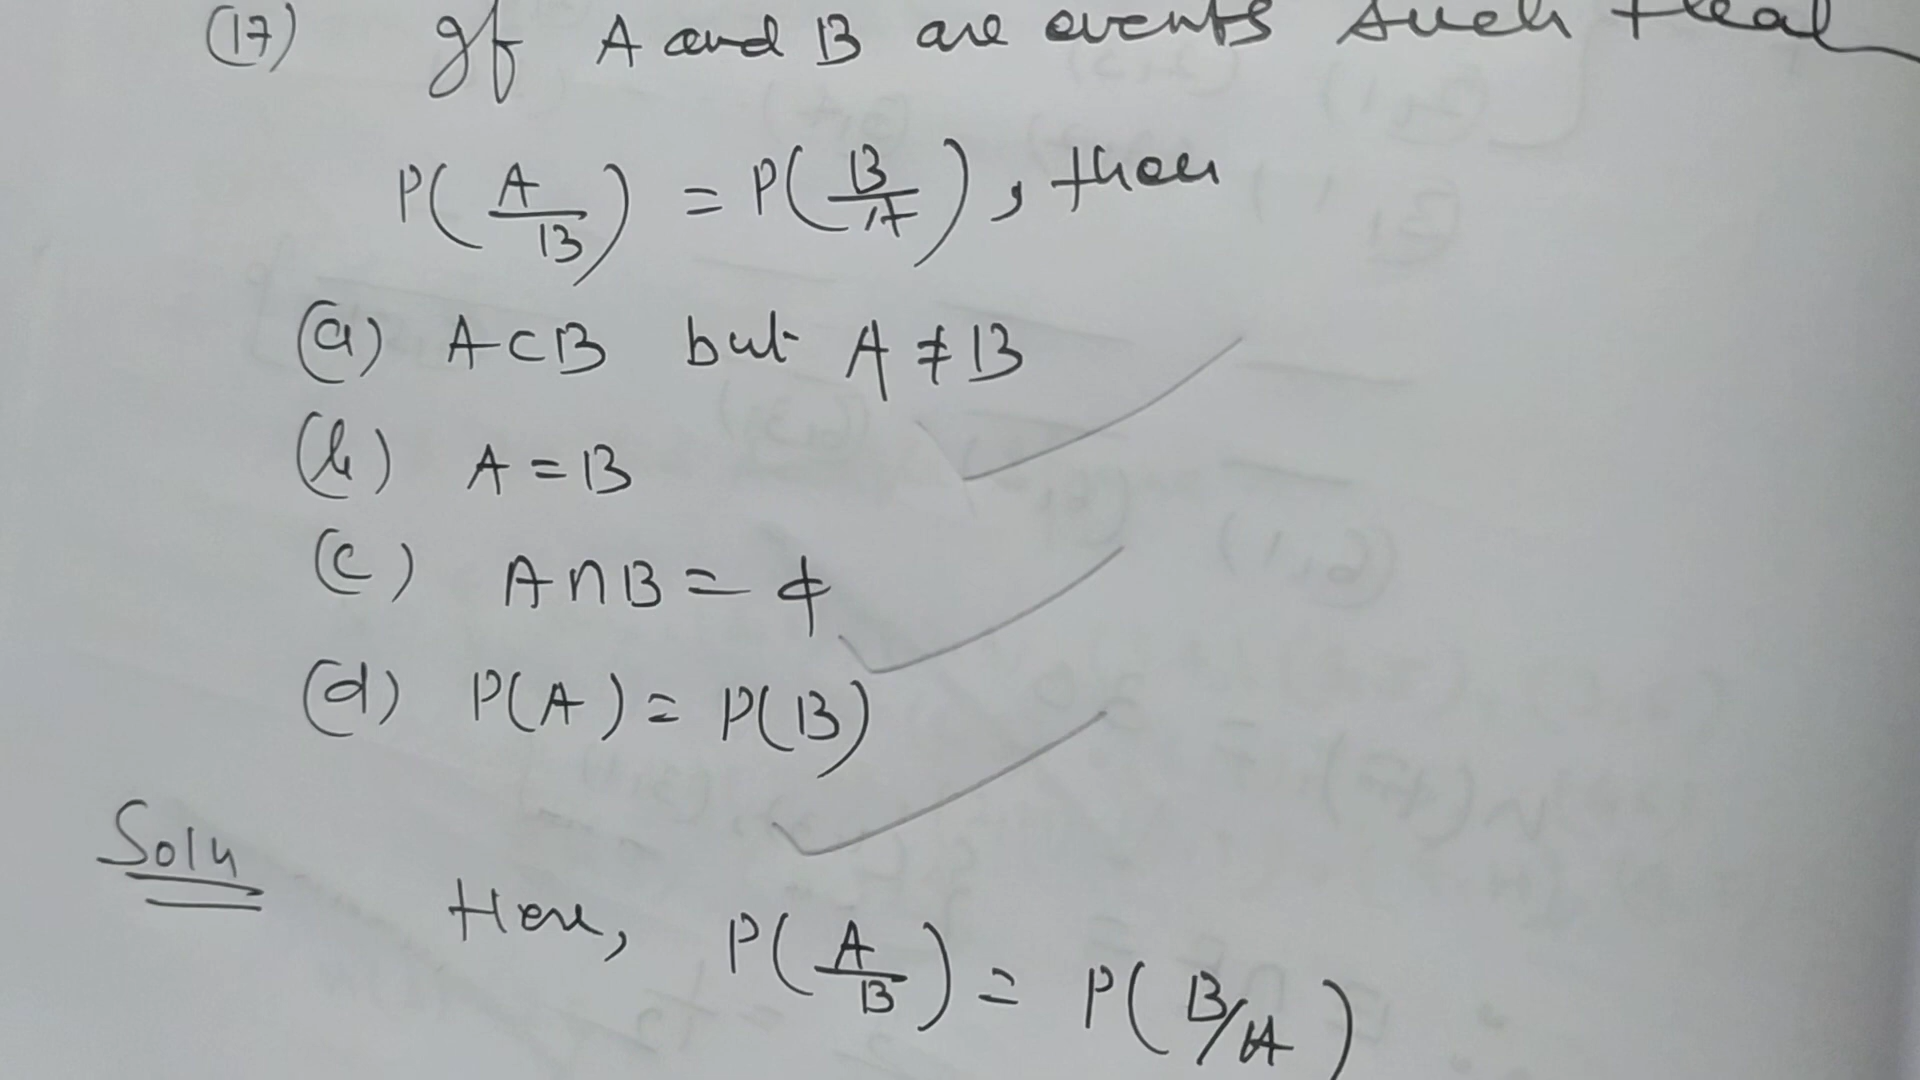 (17) If A and B are events such that
P(A/B) = P(B/A), then
(a) A⊂B but A ≠ B
(b) A = B
(c) A∩B = ϕ
(d) P(A) = P(B)
Soln
Here, P(A/B) = P(B/A)